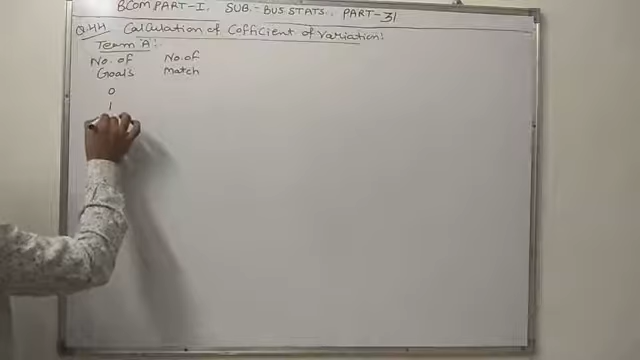 BCOM PART-I. SUB.-BUS STATS. PART-31
Q.44 Calculation of Cofficient of Variation:
Team 'A':
No. of No. of
Goals Match
0
1